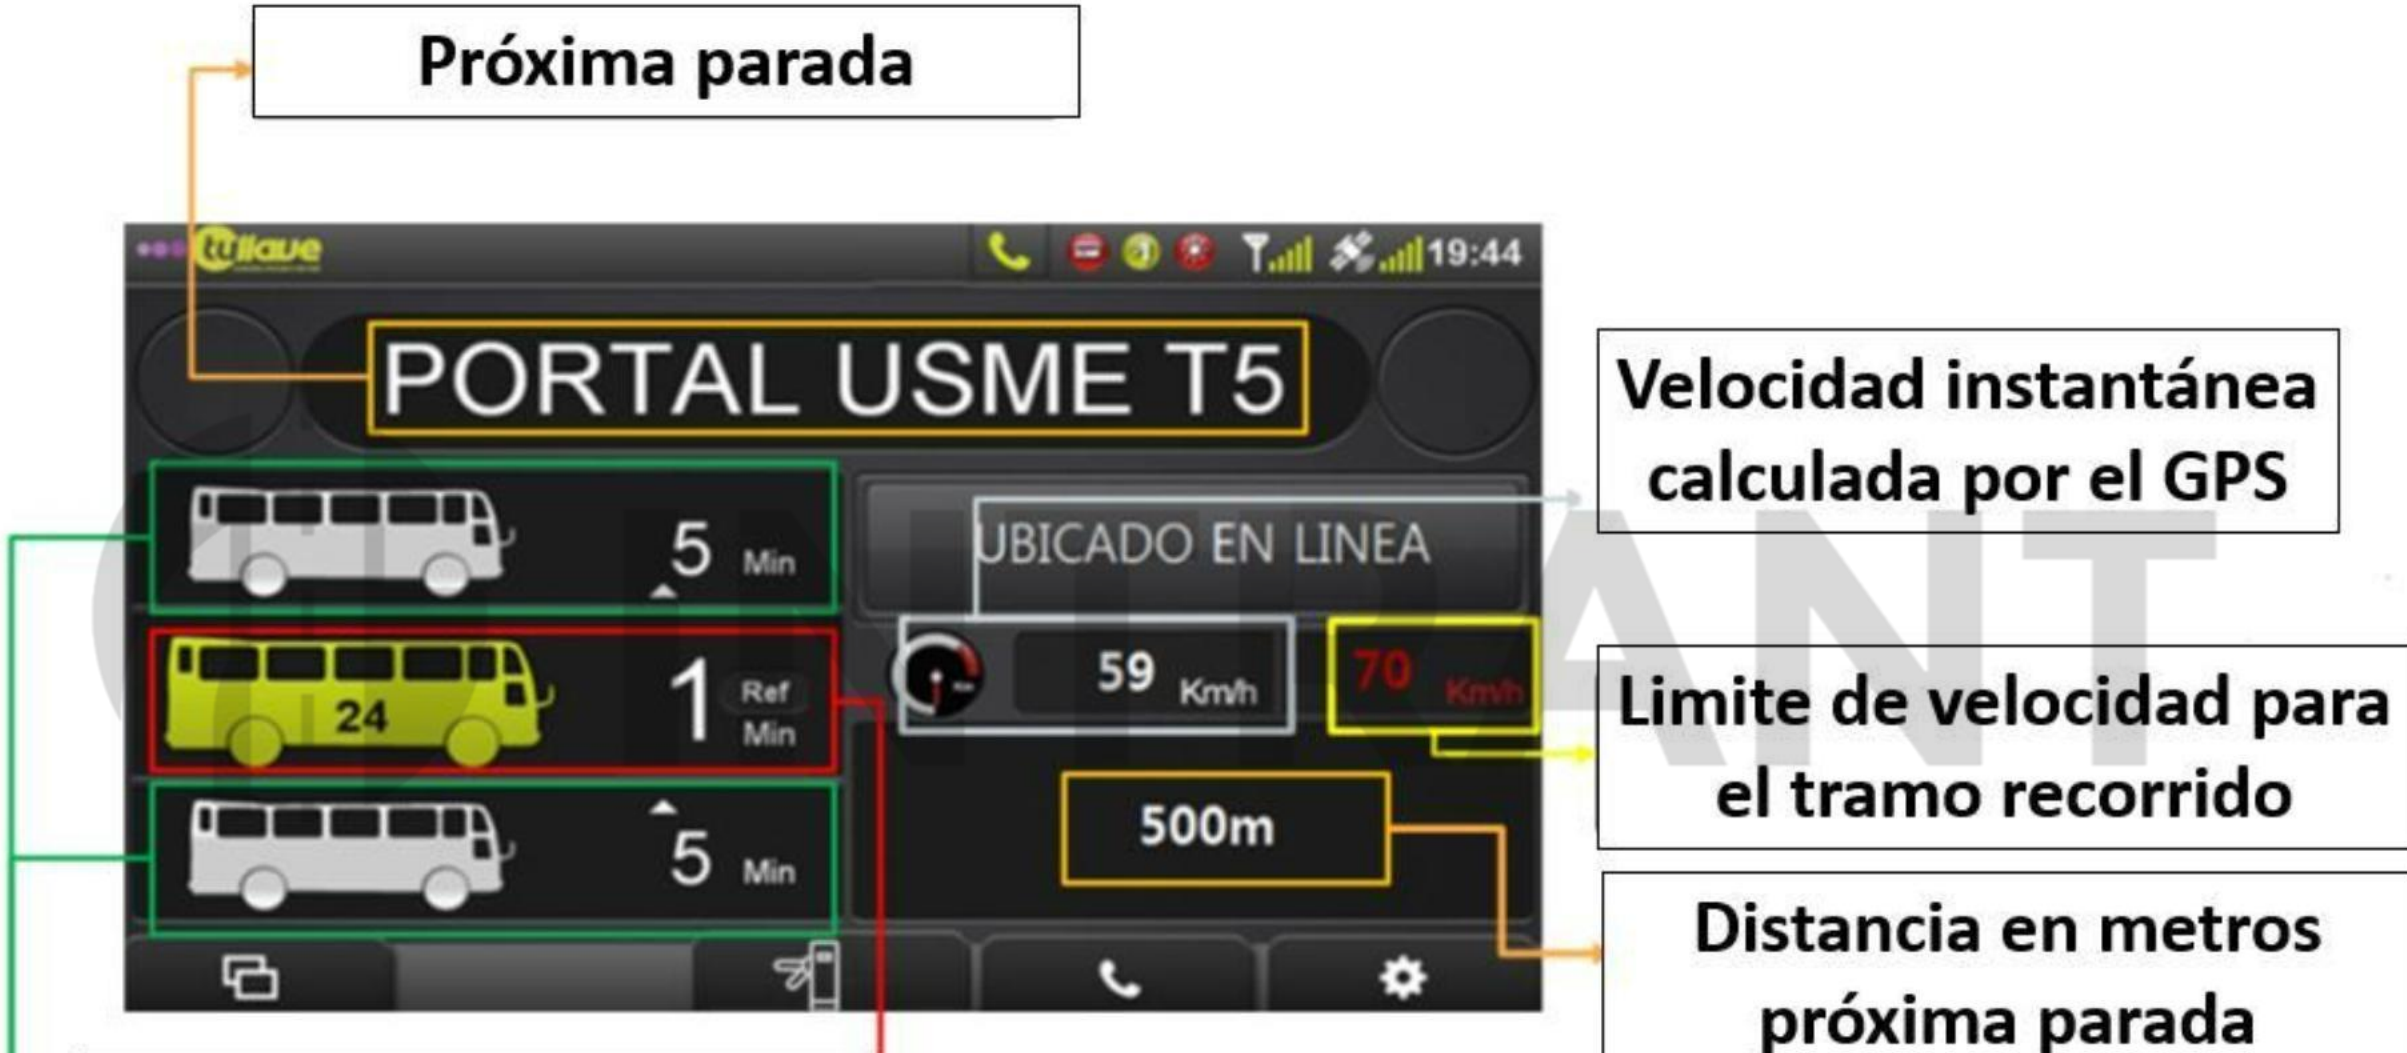 Próxima parada
tullave
19:44
PORTAL USME T5
Velocidad instantánea
calculada por el GPS
5 Min
UBICADO EN LINEA
24
1 Ref
Min
59 Km/h
70 Km/h
Limite de velocidad para
el tramo recorrido
5 Min
500m
Distancia en metros
próxima parada
INTRANT